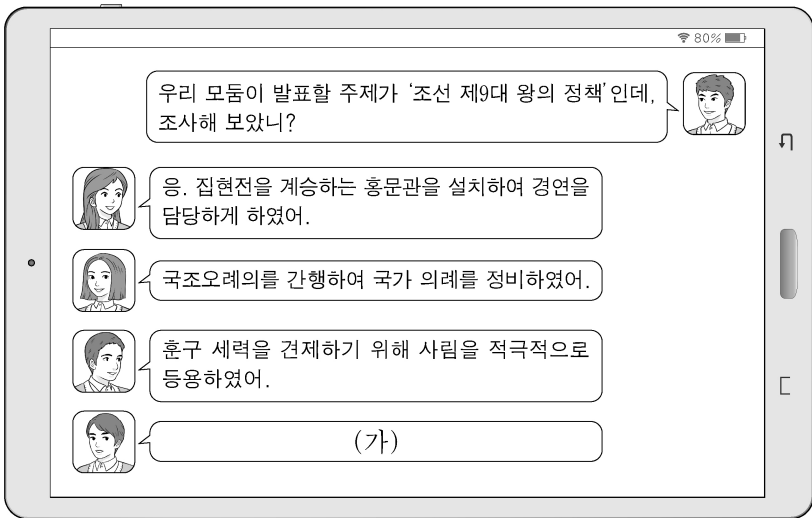 80%
우리 모둠이 발표할 주제가 ‘조선 제9대 왕의 정책’인데,
조사해 보았니?
응. 집현전을 계승하는 홍문관을 설치하여 경연을
담당하게 하였어.
국조오례의를 간행하여 국가 의례를 정비하였어.
훈구 세력을 견제하기 위해 사림을 적극적으로
등용하였어.
(가)